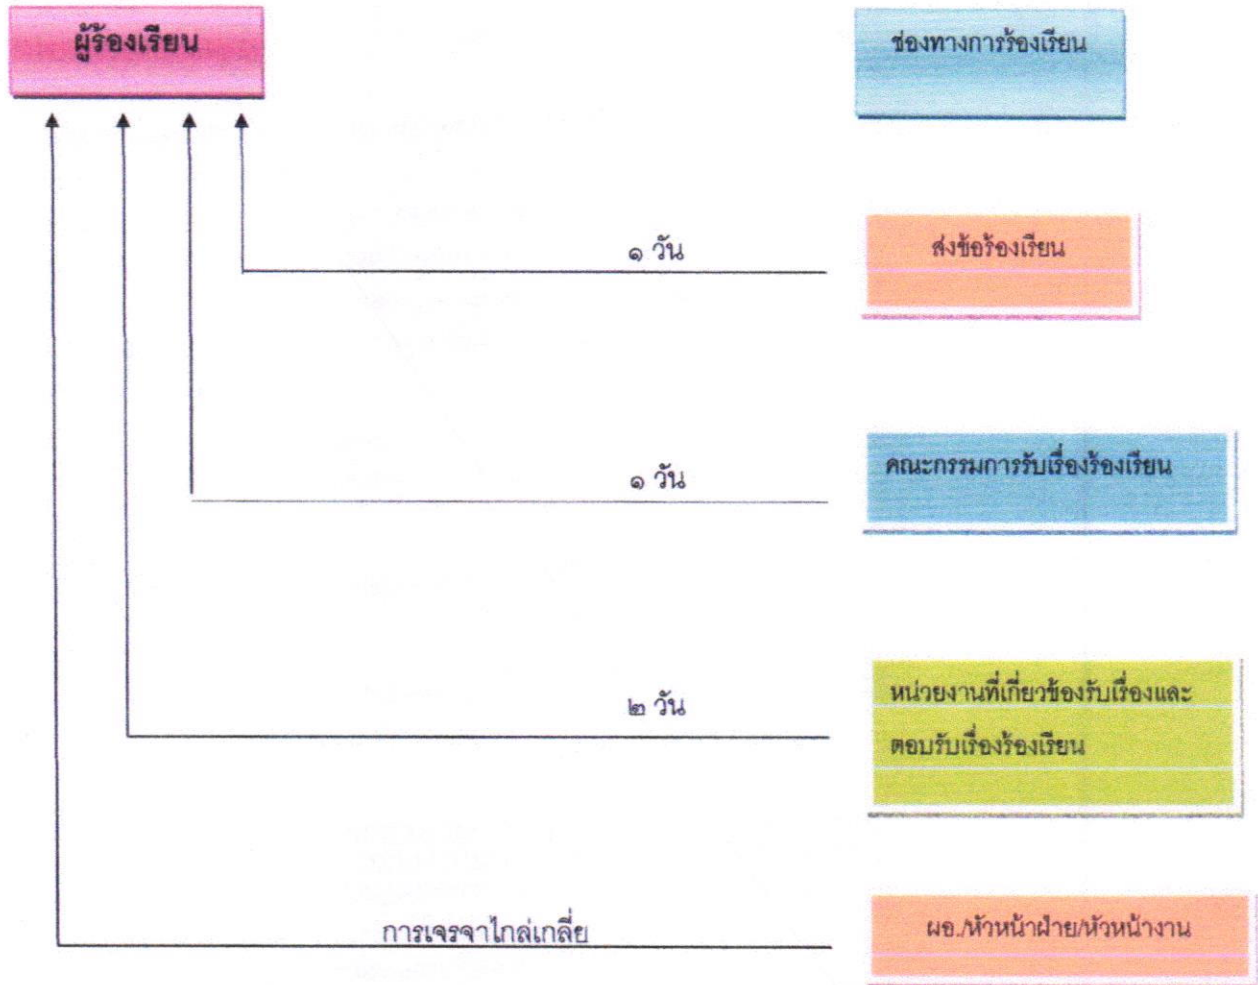 ผู้ร้องเรียน
ช่องทางการร้องเรียน
๑ วัน
ส่งข้อร้องเรียน
๑ วัน
คณะกรรมการรับเรื่องร้องเรียน
๒ วัน
หน่วยงานที่เกี่ยวข้องรับเรื่องและ
ตอบรับเรื่องร้องเรียน
การเจรจาไกล่เกลี่ย
ผอ./หัวหน้าฝ่าย/หัวหน้างาน